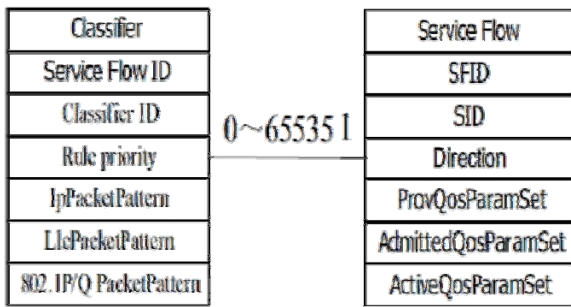 Classifier
Service Flow ID
Classifier ID
Rule priority
IpPacketPattern
LlcPacketPattern
802.1P/Q PacketPattern
0~65535 1
Service Flow
SFID
SID
Direction
ProvQosParamSet
AdmittedQosParamSet
ActiveQosParamSet